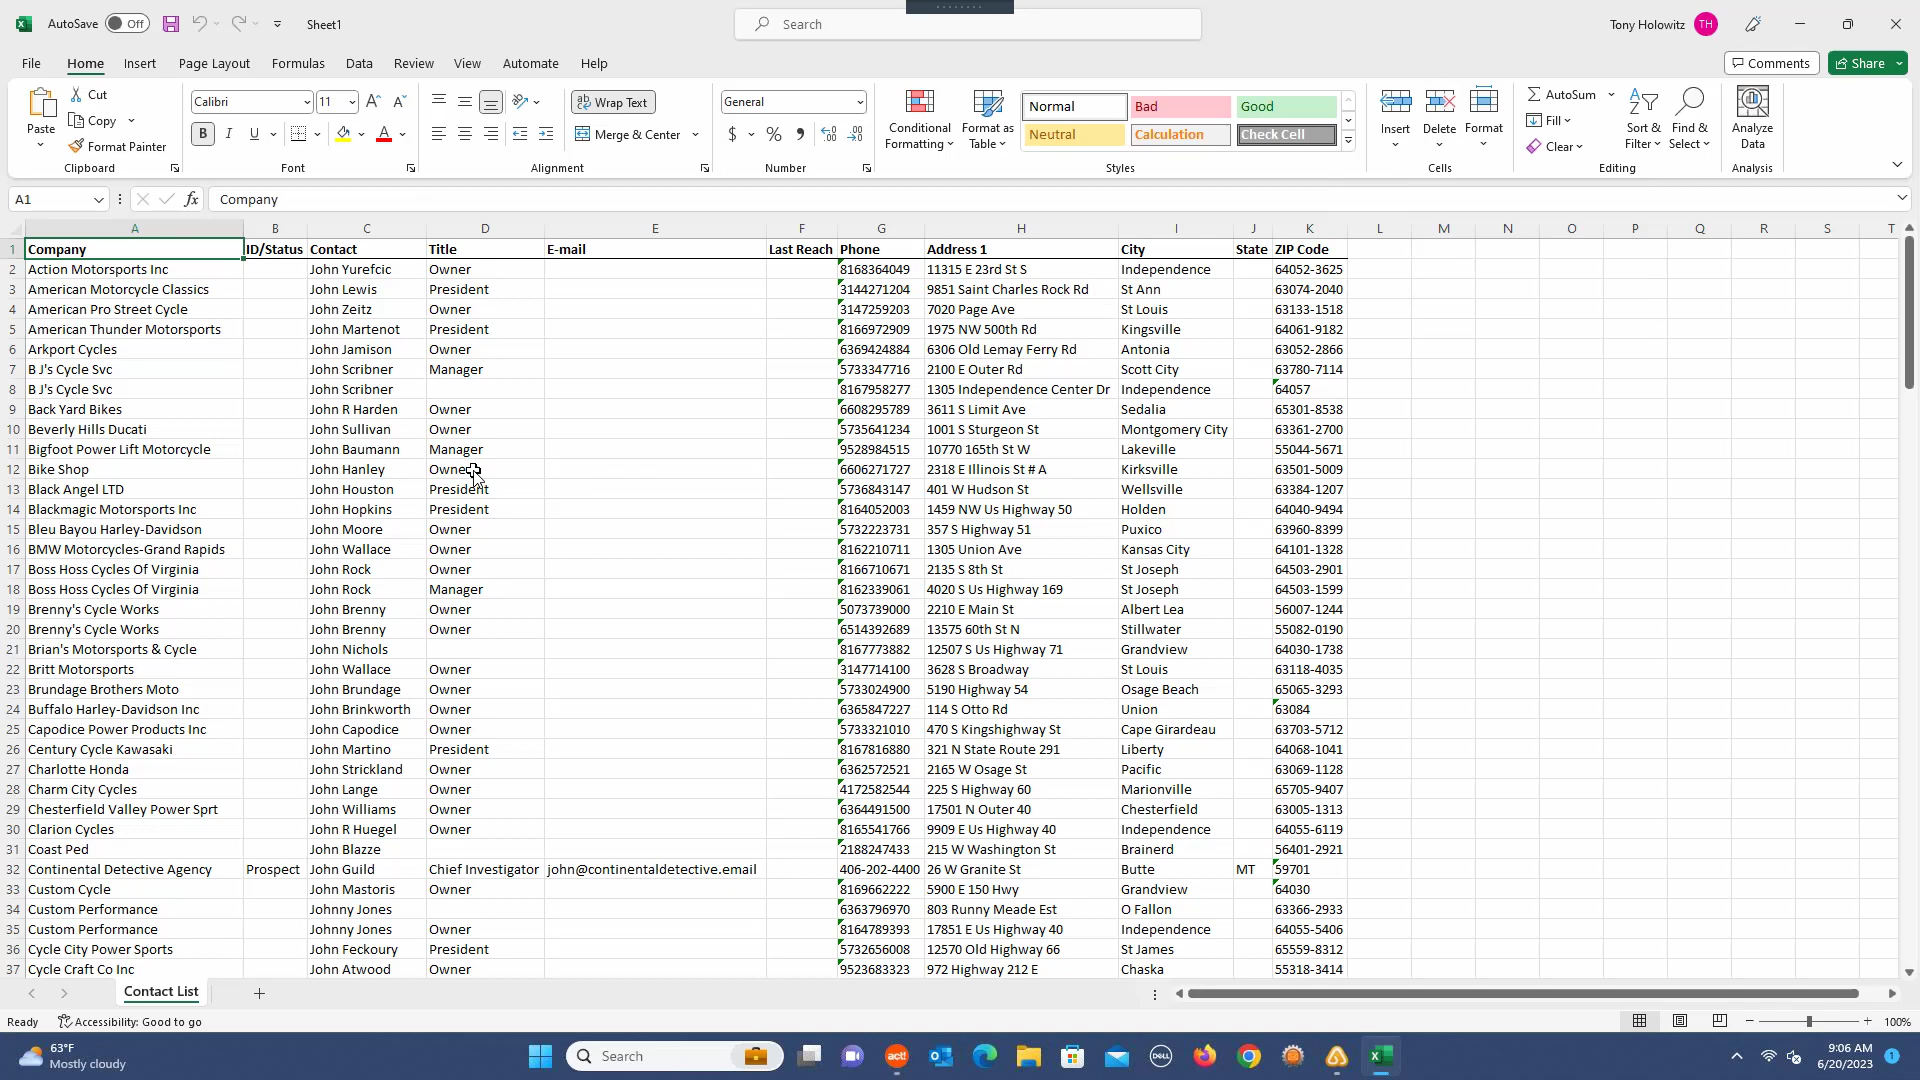 AutoSave Off Sheet1 Search Tony Holowitz TH
File Home Insert Page Layout Formulas Data Review View Automate Help Comments Share
Paste Cut Copy Format Painter Clipboard
Calibri 11 B I U A Font
Wrap Text Merge & Center Alignment
General $ % , Number
Conditional Formatting Format as Table Normal Bad Good Neutral Calculation Check Cell Styles
Insert Delete Format Cells
AutoSum Fill Clear Sort & Filter Find & Select Editing
Analyze Data Analysis
A1 fx Company
A B C D E F G H I J K L M N O P Q R S T
1 Company ID/Status Contact Title E-mail Last Reach Phone Address 1 City State ZIP Code
2 Action Motorsports Inc John Yurefcic Owner 8168364049 11315 E 23rd St S Independence 64052-3625
3 American Motorcycle Classics John Lewis President 3144271204 9851 Saint Charles Rock Rd St Ann 63074-2040
4 American Pro Street Cycle John Zeitz Owner 3147259203 7020 Page Ave St Louis 63133-1518
5 American Thunder Motorsports John Martenot President 8166972909 1975 NW 500th Rd Kingsville 64061-9182
6 Arkport Cycles John Jamison Owner 6369424884 6306 Old Lemay Ferry Rd Antonia 63052-2866
7 B J's Cycle Svc John Scribner Manager 5733347716 2100 E Outer Rd Scott City 63780-7114
8 B J's Cycle Svc John Scribner 8167958277 1305 Independence Center Dr Independence 64057
9 Back Yard Bikes John R Harden Owner 6608295789 3611 S Limit Ave Sedalia 65301-8538
10 Beverly Hills Ducati John Sullivan Owner 5735641234 1001 S Sturgeon St Montgomery City 63361-2700
11 Bigfoot Power Lift Motorcycle John Baumann Manager 9528984515 10770 165th St W Lakeville 55044-5671
12 Bike Shop John Hanley Owner 6606271727 2318 E Illinois St # A Kirksville 63501-5009
13 Black Angel LTD John Houston President 5736843147 401 W Hudson St Wellsville 63384-1207
14 Blackmagic Motorsports Inc John Hopkins President 8164052003 1459 NW Us Highway 50 Holden 64040-9494
15 Bleu Bayou Harley-Davidson John Moore Owner 5732223731 357 S Highway 51 Puxico 63960-8399
16 BMW Motorcycles-Grand Rapids John Wallace Owner 8162210711 1305 Union Ave Kansas City 64101-1328
17 Boss Hoss Cycles Of Virginia John Rock Owner 8166710671 2135 S 8th St St Joseph 64503-2901
18 Boss Hoss Cycles Of Virginia John Rock Manager 8162339061 4020 S Us Highway 169 St Joseph 64503-1599
19 Brenny's Cycle Works John Brenny Owner 5073739000 2210 E Main St Albert Lea 56007-1244
20 Brenny's Cycle Works John Brenny Owner 6514392689 13575 60th St N Stillwater 55082-0190
21 Brian's Motorsports & Cycle John Nichols 8167773882 12507 S Us Highway 71 Grandview 64030-1738
22 Britt Motorsports John Wallace Owner 3147714100 3628 S Broadway St Louis 63118-4035
23 Brundage Brothers Moto John Brundage Owner 5733024900 5190 Highway 54 Osage Beach 65065-3293
24 Buffalo Harley-Davidson Inc John Brinkworth Owner 6365847227 114 S Otto Rd Union 63084
25 Capodice Power Products Inc John Capodice Owner 5733321010 470 S Kingshighway St Cape Girardeau 63703-5712
26 Century Cycle Kawasaki John Martino President 8167816880 321 N State Route 291 Liberty 64068-1041
27 Charlotte Honda John Strickland Owner 6362572521 2165 W Osage St Pacific 63069-1128
28 Charm City Cycles John Lange Owner 4172582544 225 S Highway 60 Marionville 65705-9407
29 Chesterfield Valley Power Sprt John Williams Owner 6364491500 17501 N Outer 40 Chesterfield 63005-1313
30 Clarion Cycles John R Huegel Owner 8165541766 9909 E Us Highway 40 Independence 64055-6119
31 Coast Ped John Blazze 2188247433 215 W Washington St Brainerd 56401-2921
32 Continental Detective Agency Prospect John Guild Chief Investigator john@continentaldetective.email 406-202-4400 26 W Granite St Butte MT 59701
33 Custom Cycle John Mastoris Owner 8169662222 5900 E 150 Hwy Grandview 64030
34 Custom Performance Johnny Jones 6363796970 803 Runny Meade Est O Fallon 63366-2933
35 Custom Performance Johnny Jones Owner 8164789393 17851 E Us Highway 40 Independence 64055-5406
36 Cycle City Power Sports John Feckoury President 5732656008 12570 Old Highway 66 St James 65559-8312
37 Cycle Craft Co Inc John Atwood Owner 9523683323 972 Highway 212 E Chaska 55318-3414
Contact List
Ready Accessibility: Good to go 100%
63°F
Mostly cloudy
Search act! DELL
9:06 AM
6/20/2023
1